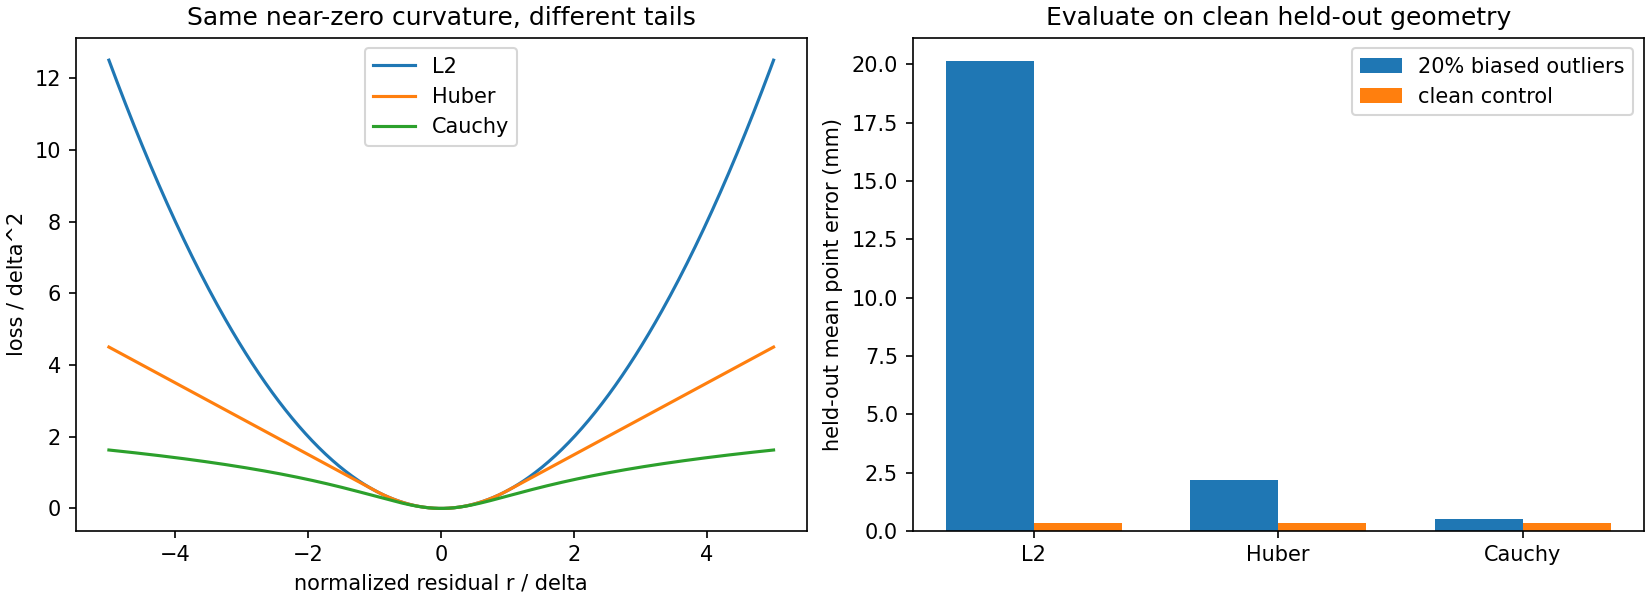 Same near-zero curvature, different tails
L2
Huber
Cauchy
loss / delta^2
12
10
8
6
4
2
0
−4
−2
0
2
4
normalized residual r / delta
Evaluate on clean held-out geometry
20% biased outliers
clean control
held-out mean point error (mm)
20.0
17.5
15.0
12.5
10.0
7.5
5.0
2.5
0.0
L2
Huber
Cauchy